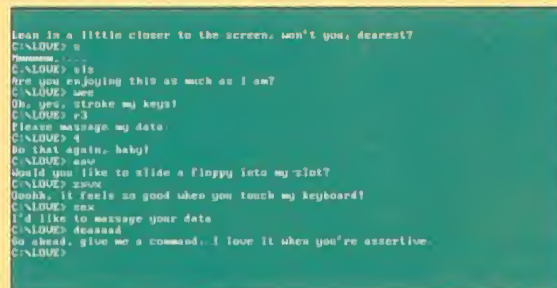 Lean in a little closer to the screen, won't you, dearest?
C:\LOVE> s
Mmmmmmm.....
C:\LOVE> sls
Are you enjoying this as much as I am?
C:\LOVE> wee
Oh, yes, stroke my keys!
C:\LOVE> r3
Please massage my data
C:\LOVE> 4
Do that again, baby!
C:\LOVE> aav
Would you like to slide a floppy into my slot?
C:\LOVE> zxvx
Ooohh, it feels so good when you touch my keyboard!
C:\LOVE> sex
I'd like to massage your data
C:\LOVE> deaaaad
Go ahead, give me a command. I love it when you're assertive.
C:\LOVE>